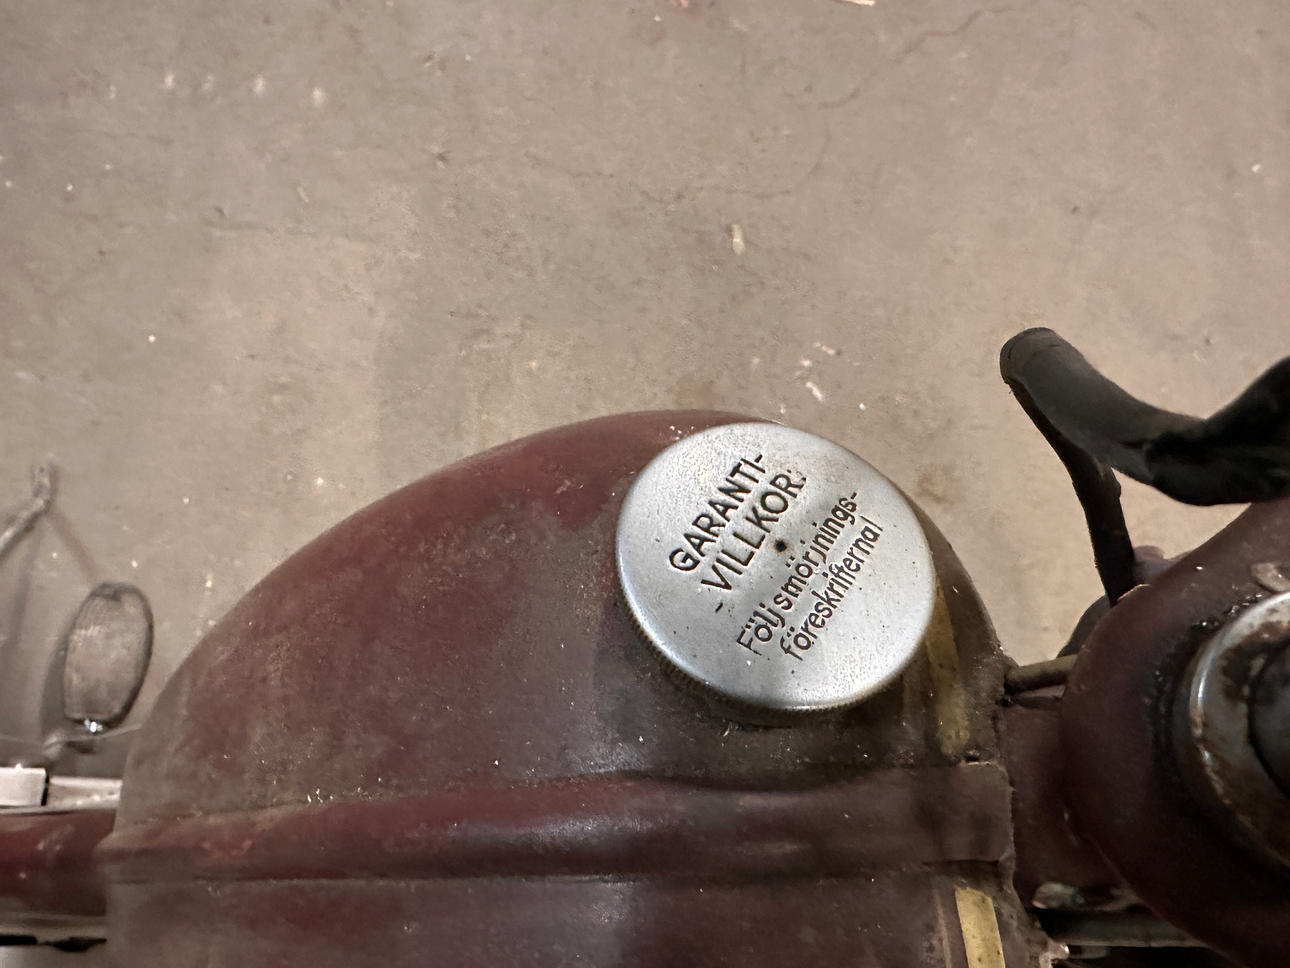 GARANTI-
VILLKOR:
Följ smörjnings-
föreskrifterna!